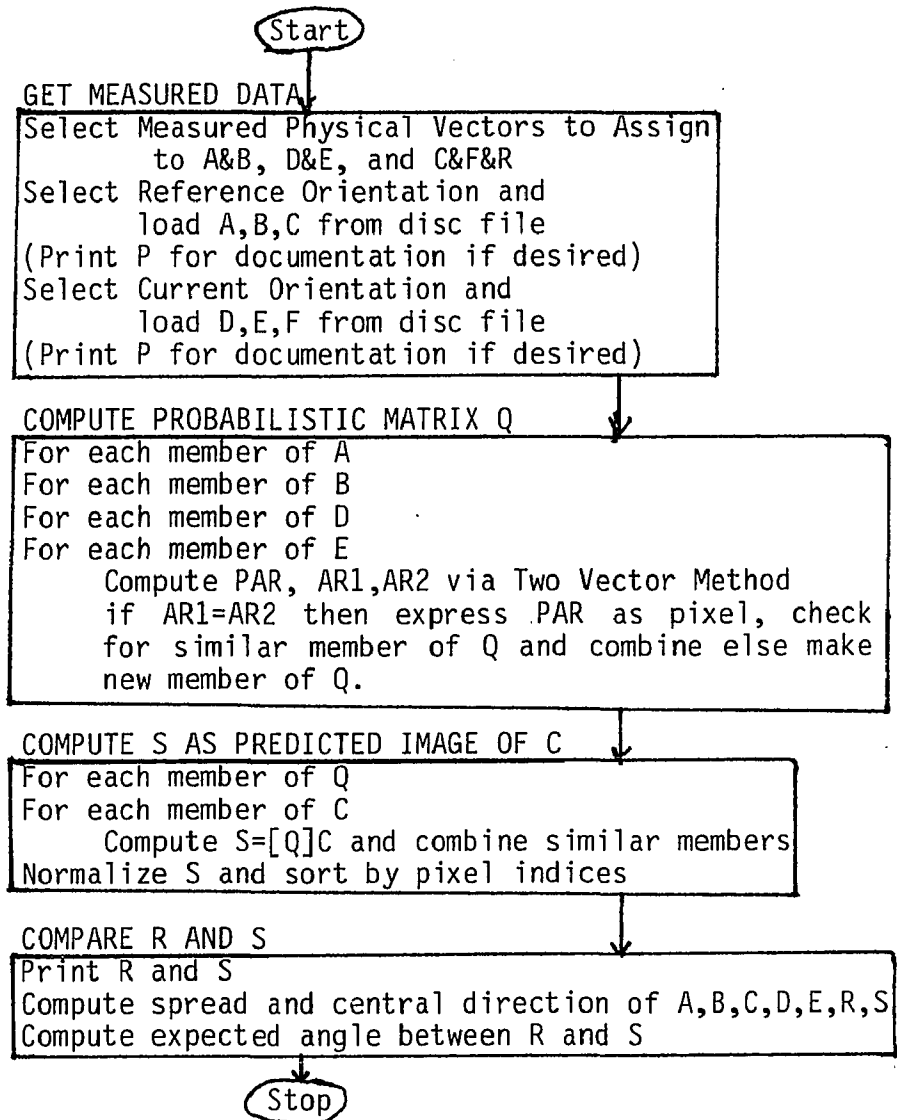 Start
GET MEASURED DATA
Select Measured Physical Vectors to Assign
to A&B, D&E, and C&F&R
Select Reference Orientation and
load A,B,C from disc file
(Print P for documentation if desired)
Select Current Orientation and
load D,E,F from disc file
(Print P for documentation if desired)
COMPUTE PROBABILISTIC MATRIX Q
For each member of A
For each member of B
For each member of D
For each member of E
Compute PAR, AR1,AR2 via Two Vector Method
if AR1=AR2 then express PAR as pixel, check
for similar member of Q and combine else make
new member of Q.
COMPUTE S AS PREDICTED IMAGE OF C
For each member of Q
For each member of C
Compute S=[Q]C and combine similar members
Normalize S and sort by pixel indices
COMPARE R AND S
Print R and S
Compute spread and central direction of A,B,C,D,E,R,S
Compute expected angle between R and S
Stop